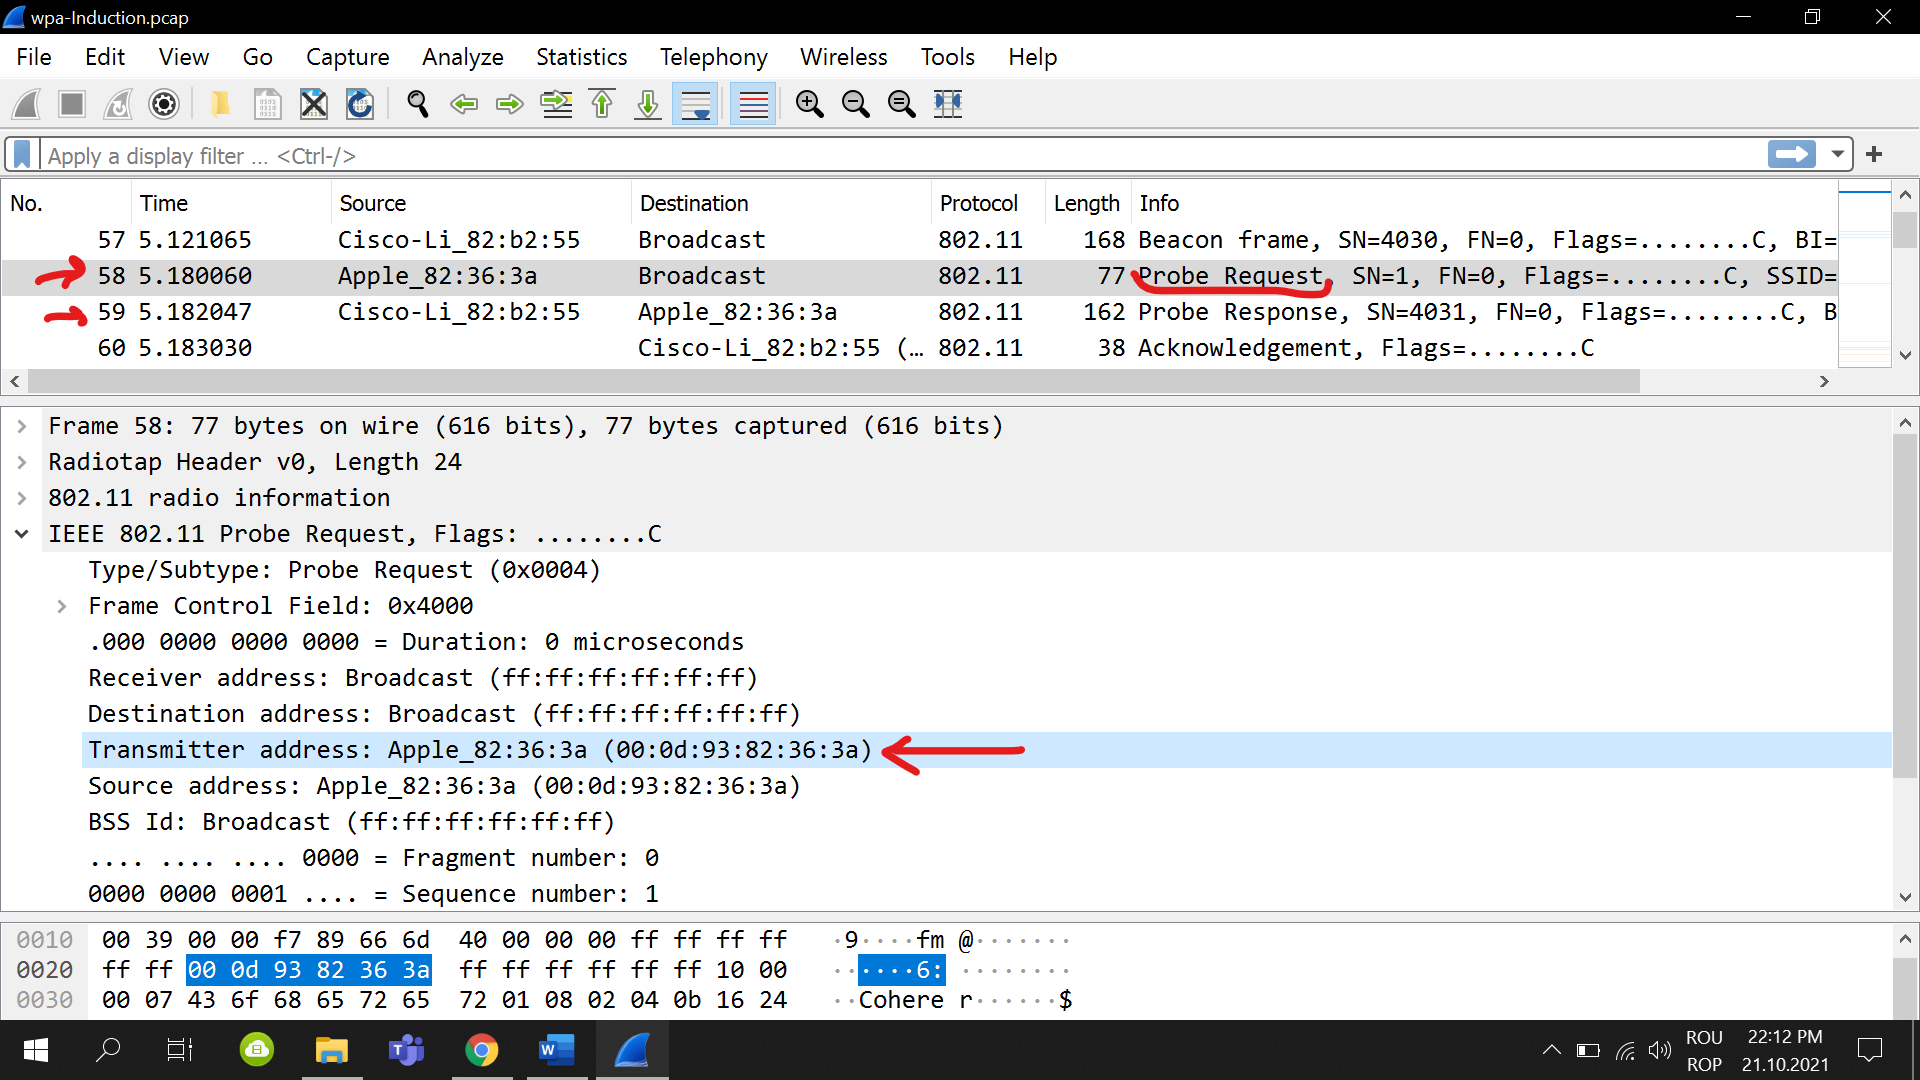 wpa-Induction.pcap
File Edit View Go Capture Analyze Statistics Telephony Wireless Tools Help
Apply a display filter ... <Ctrl-/>
No. Time Source Destination Protocol Length Info
57 5.121065 Cisco-Li_82:b2:55 Broadcast 802.11 168 Beacon frame, SN=4030, FN=0, Flags=........C, BI=
58 5.180060 Apple_82:36:3a Broadcast 802.11 77 Probe Request, SN=1, FN=0, Flags=........C, SSID=
59 5.182047 Cisco-Li_82:b2:55 Apple_82:36:3a 802.11 162 Probe Response, SN=4031, FN=0, Flags=........C, B
60 5.183030 Cisco-Li_82:b2:55 (… 802.11 38 Acknowledgement, Flags=........C
Frame 58: 77 bytes on wire (616 bits), 77 bytes captured (616 bits)
Radiotap Header v0, Length 24
802.11 radio information
IEEE 802.11 Probe Request, Flags: ........C
Type/Subtype: Probe Request (0x0004)
Frame Control Field: 0x4000
.000 0000 0000 0000 = Duration: 0 microseconds
Receiver address: Broadcast (ff:ff:ff:ff:ff:ff)
Destination address: Broadcast (ff:ff:ff:ff:ff:ff)
Transmitter address: Apple_82:36:3a (00:0d:93:82:36:3a)
Source address: Apple_82:36:3a (00:0d:93:82:36:3a)
BSS Id: Broadcast (ff:ff:ff:ff:ff:ff)
.... .... .... 0000 = Fragment number: 0
0000 0000 0001 .... = Sequence number: 1
0010 00 39 00 00 f7 89 66 6d 40 00 00 00 ff ff ff ff ·9····fm @·······
0020 ff ff 00 0d 93 82 36 3a ff ff ff ff ff ff 10 00 ······6: ········
0030 00 07 43 6f 68 65 72 65 72 01 08 02 04 0b 16 24 ··Cohere r······$
ROU 22:12 PM
ROP 21.10.2021